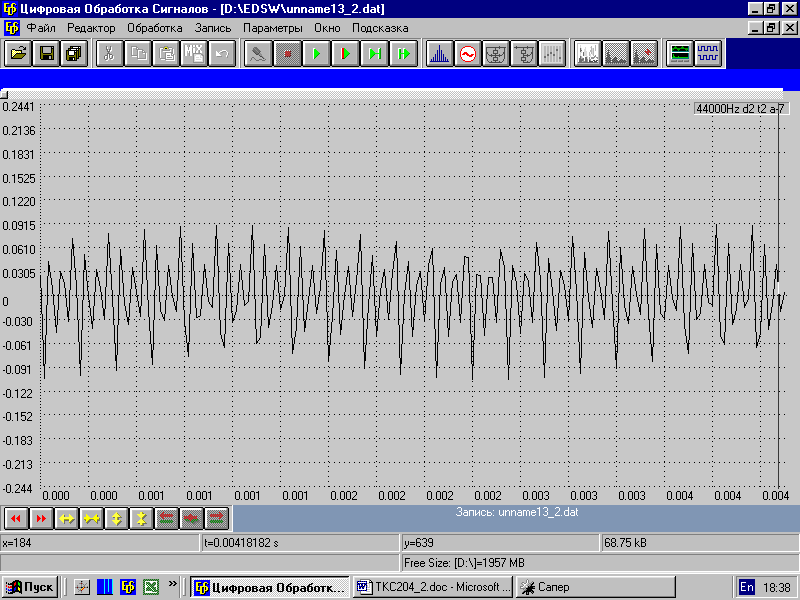 Цифровая Обработка Сигналов - [D:\EDSW\unname13_2.dat]
Файл Редактор Обработка Запись Параметры Окно Подсказка
MiX
44000Hz d2 t2 a-7
0.2441
0.2136
0.1831
0.1525
0.1220
0.0915
0.0610
0.0305
0
-0.030
-0.061
-0.091
-0.122
-0.152
-0.183
-0.213
-0.244
0.000 0.000 0.001 0.001 0.001 0.001 0.002 0.002 0.002 0.002 0.003 0.003 0.003 0.004 0.004 0.004
Запись: unname13_2.dat
x=184 t=0.00418182 s y=639 68.75 kB
Free Size: [D:\]=1957 MB
Пуск » Цифровая Обработк... TKC204_2.doc - Microsoft ... Сапер En 18:38